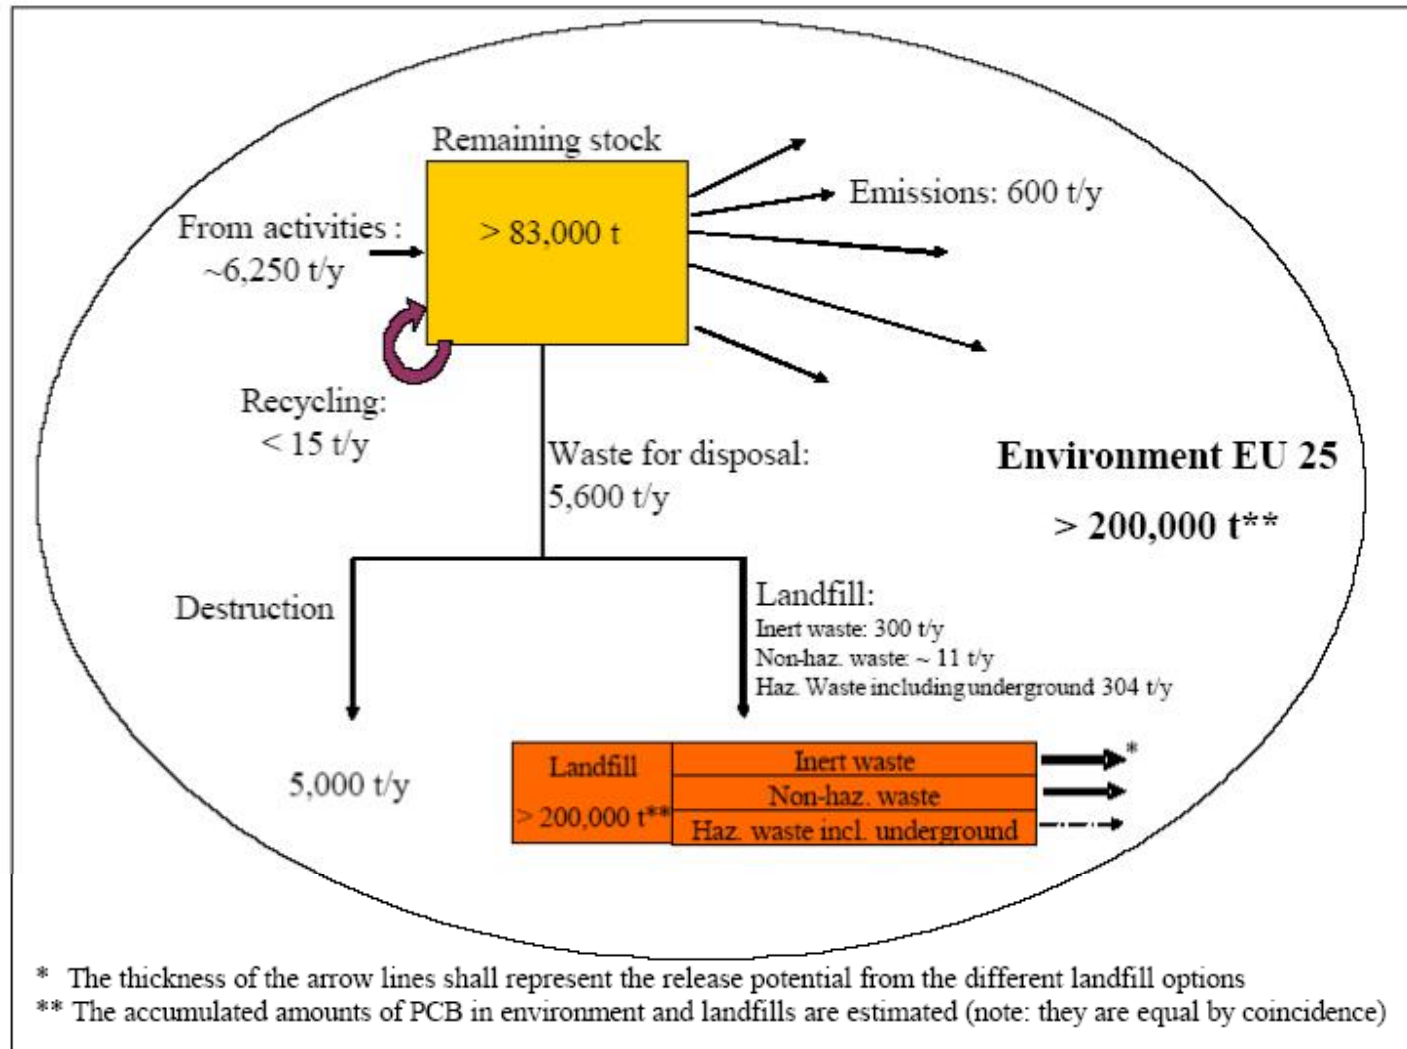 Remaining stock
> 83,000 t
Emissions: 600 t/y
From activities :
~6,250 t/y
Recycling:
< 15 t/y
Waste for disposal:
5,600 t/y
Environment EU 25
> 200,000 t**
Destruction
5,000 t/y
Landfill:
Inert waste: 300 t/y
Non-haz. waste: ~ 11 t/y
Haz. Waste including underground 304 t/y
Landfill
> 200,000 t**
Inert waste
Non-haz. waste
Haz. waste incl. underground
*
* The thickness of the arrow lines shall represent the release potential from the different landfill options
** The accumulated amounts of PCB in environment and landfills are estimated (note: they are equal by coincidence)